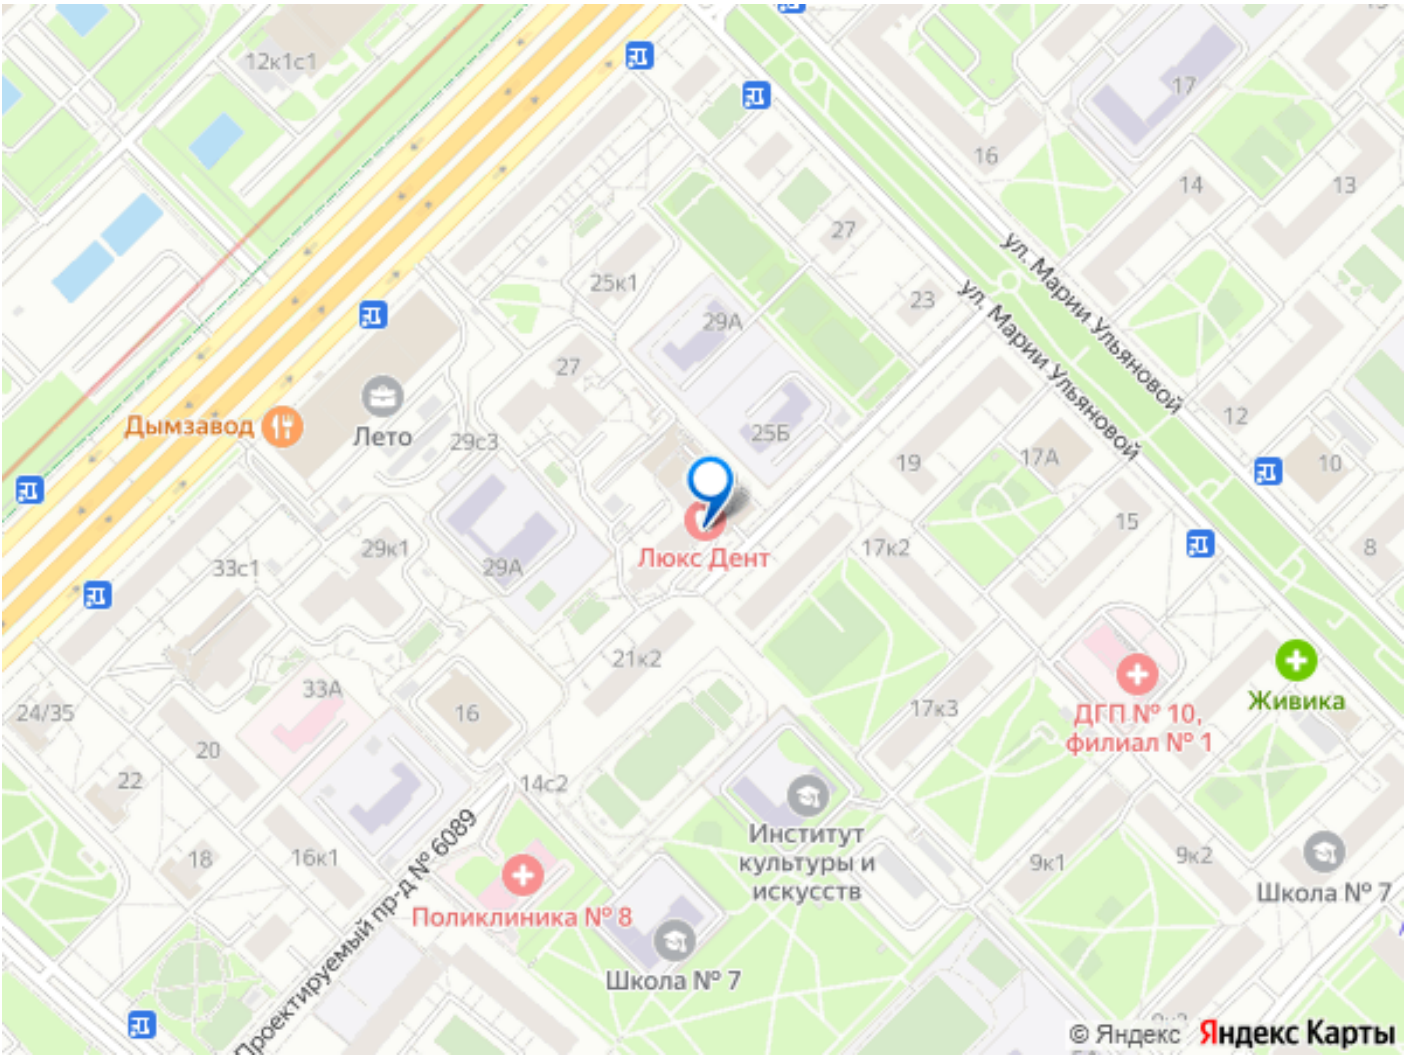 12к1с1
17
16
14
13
27
ул. Марии Ульяновой
25к1
23
ул. Марии Ульяновой
29А
27
Дымзавод
Лето
29с3
25Б
12
19
17А
10
15
8
29к1
33с1
29А
Люкс Дент
17к2
21к2
33А
24/35
16
17к3
ДГП № 10,
филиал № 1
Живика
20
22
14с2
Институт
культуры и
искусств
18
16к1
Проектируемый пр-д № 6089
9к1
9к2
Школа № 7
Поликлиника № 8
Школа № 7
© Яндекс Яндекс Карты